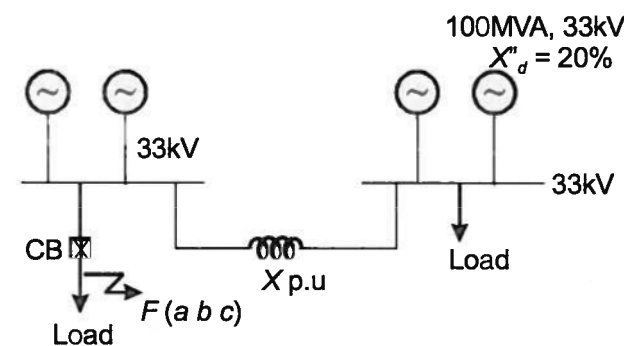 100MVA, 33kV
X"d = 20%
33kV
33kV
CB
X p.u
Load
F (a b c)
Load